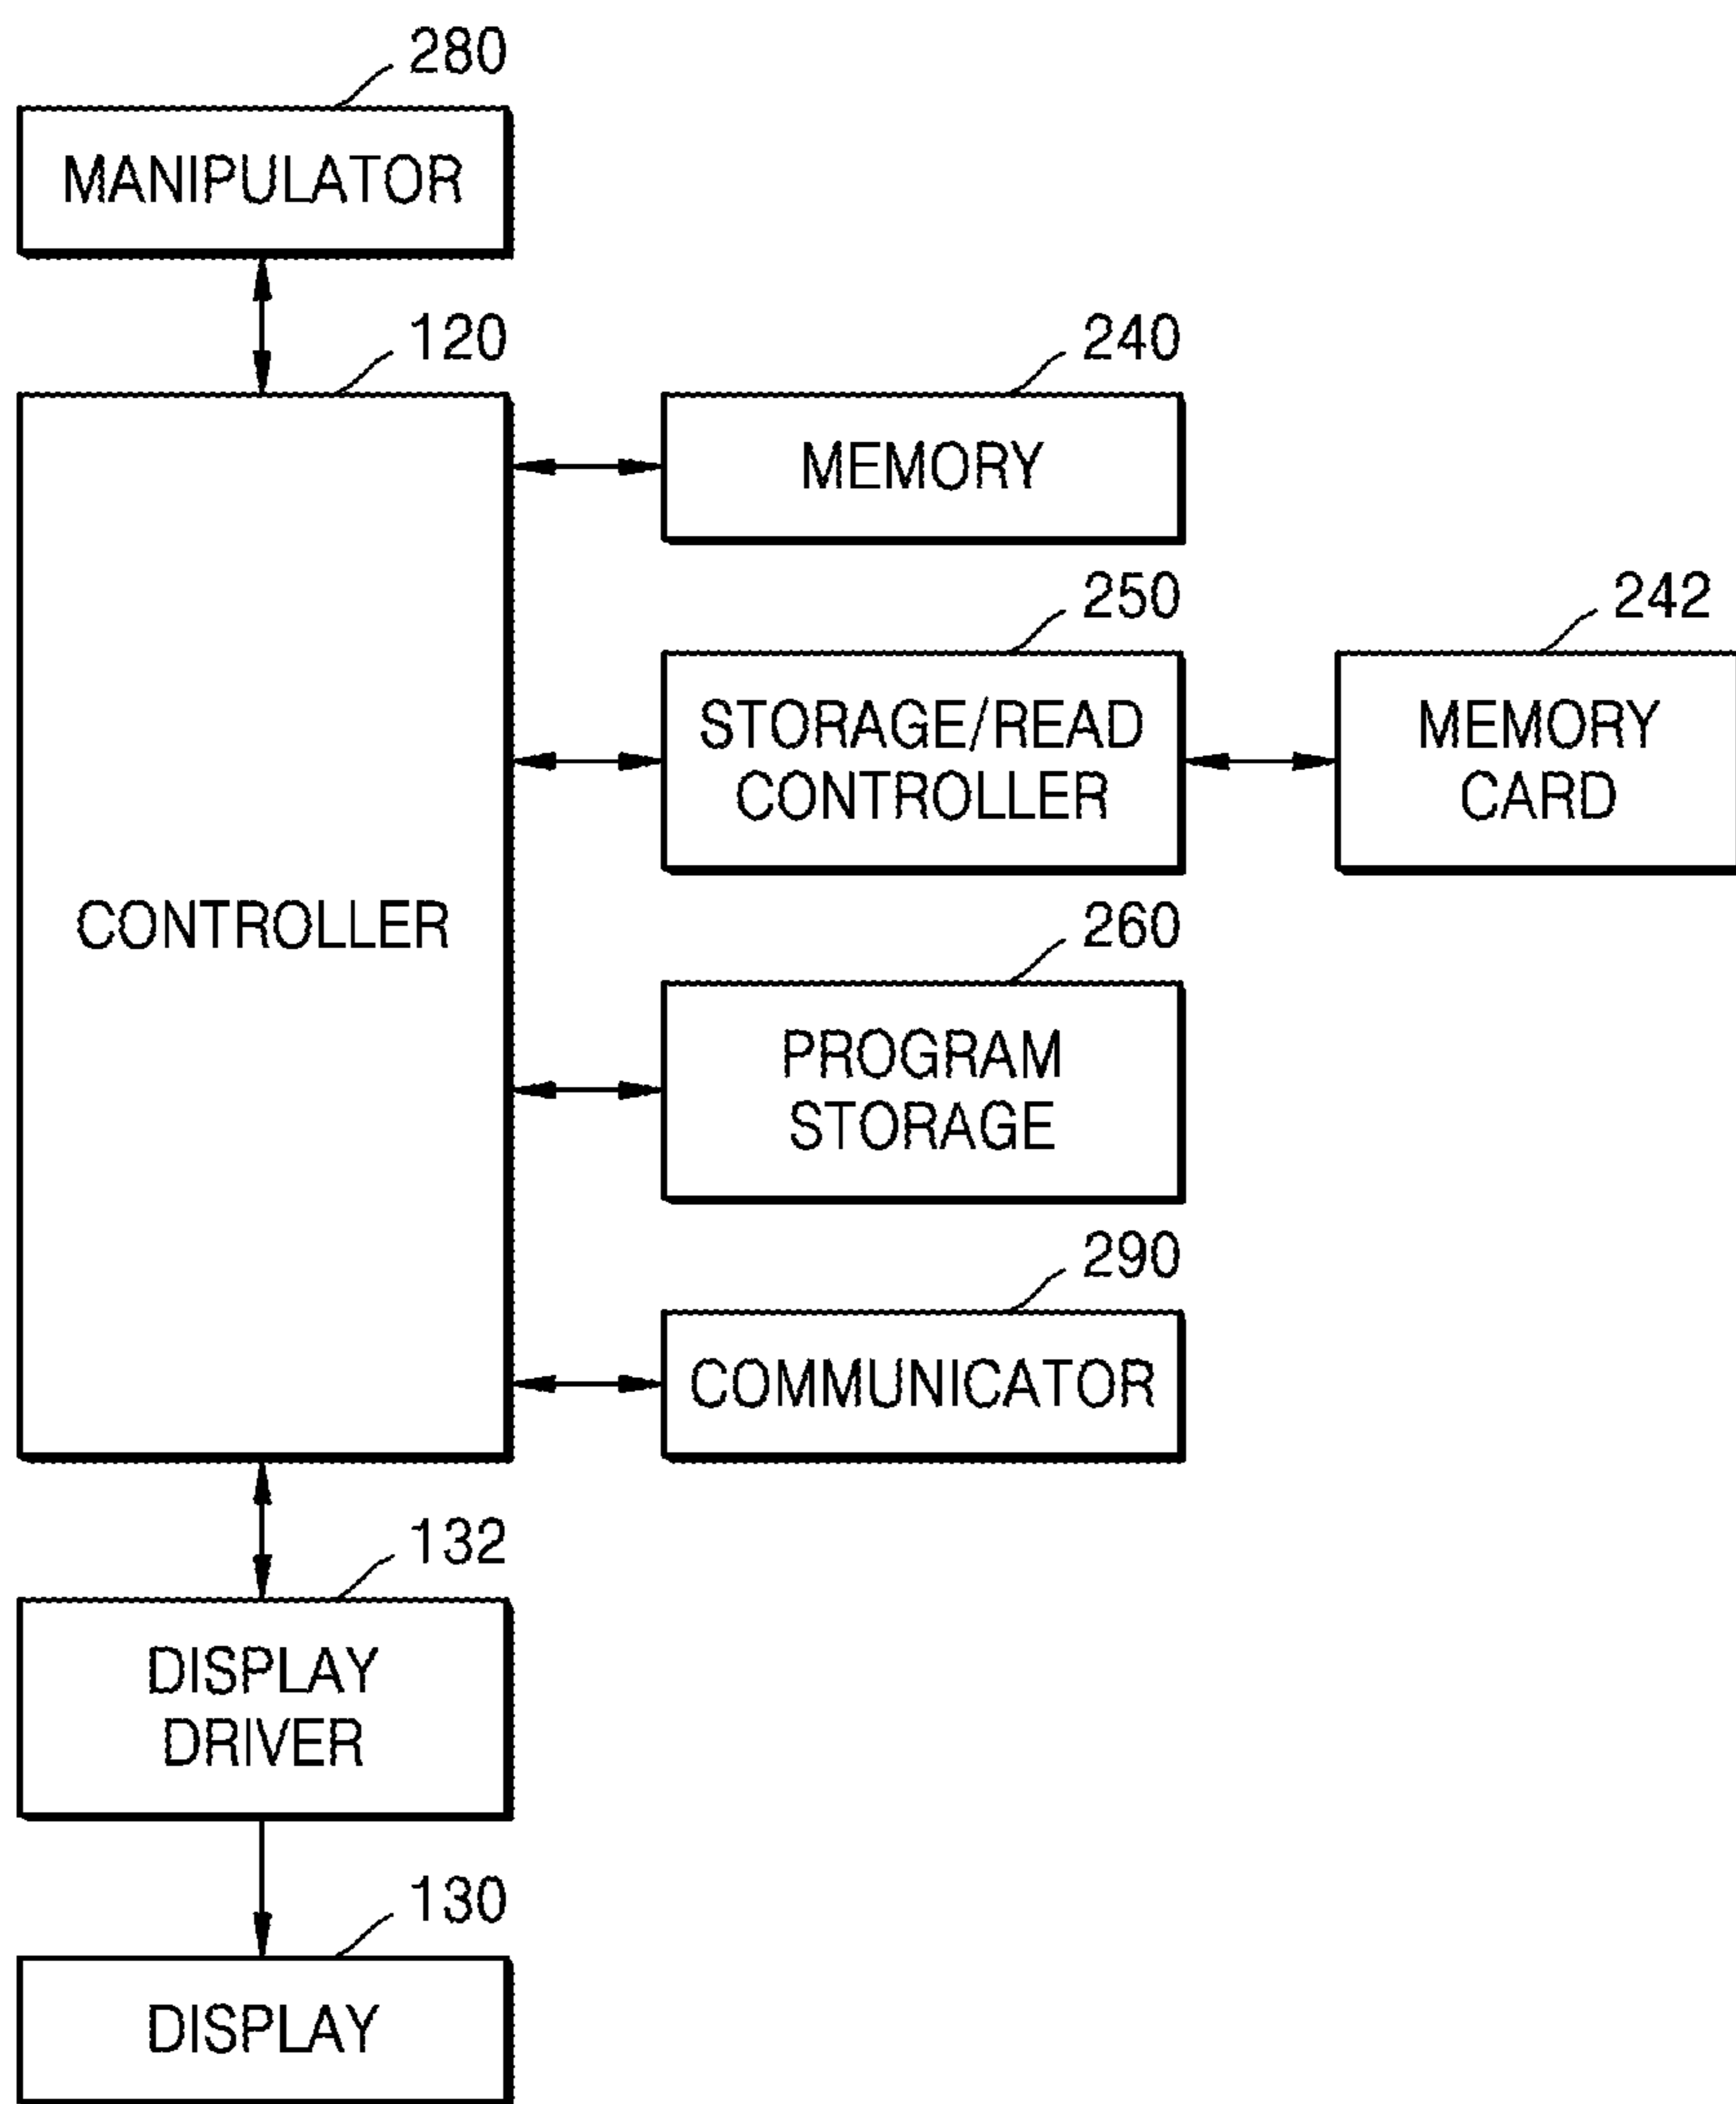 280
MANIPULATOR
120
240
MEMORY
250
242
STORAGE/READ
CONTROLLER
MEMORY
CARD
CONTROLLER
260
PROGRAM
STORAGE
290
COMMUNICATOR
132
DISPLAY
DRIVER
130
DISPLAY